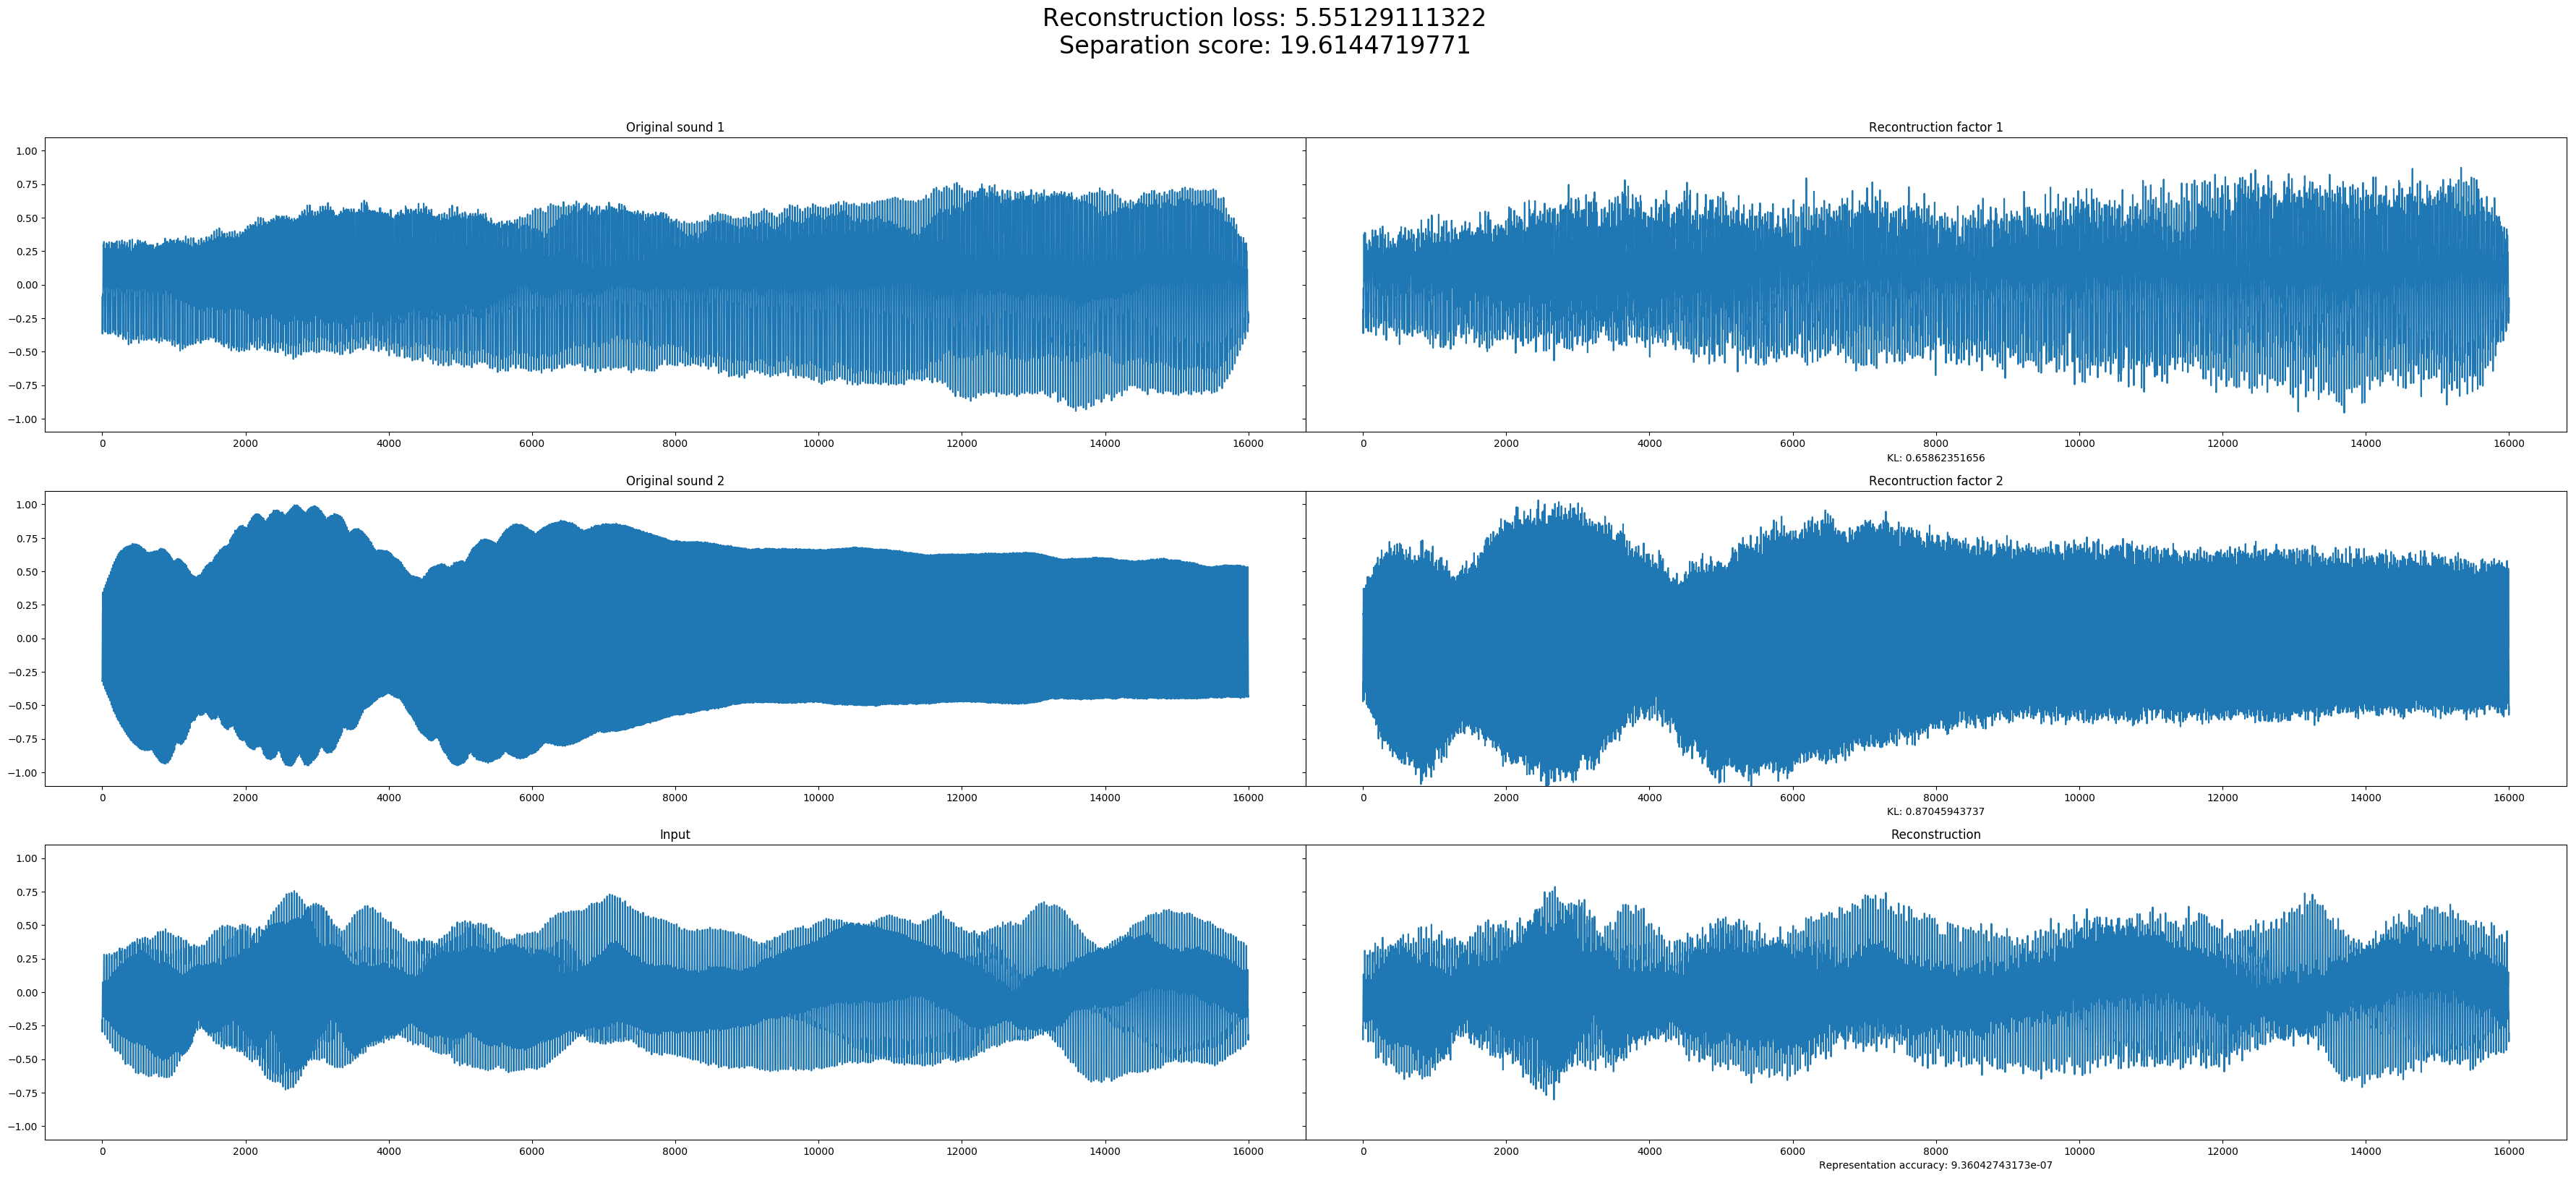 Reconstruction loss: 5.55129111322
Separation score: 19.6144719771
Original sound 1
Recontruction factor 1
1.00
0.75
0.50
0.25
0.00
−0.25
−0.50
−0.75
−1.00
0 2000 4000 6000 8000 10000 12000 14000 16000
0 2000 4000 6000 8000 10000 12000 14000 16000
KL: 0.65862351656
Original sound 2
Recontruction factor 2
1.00
0.75
0.50
0.25
0.00
−0.25
−0.50
−0.75
−1.00
0 2000 4000 6000 8000 10000 12000 14000 16000
0 2000 4000 6000 8000 10000 12000 14000 16000
KL: 0.87045943737
Input
Reconstruction
1.00
0.75
0.50
0.25
0.00
−0.25
−0.50
−0.75
−1.00
0 2000 4000 6000 8000 10000 12000 14000 16000
0 2000 4000 6000 8000 10000 12000 14000 16000
Representation accuracy: 9.36042743173e-07